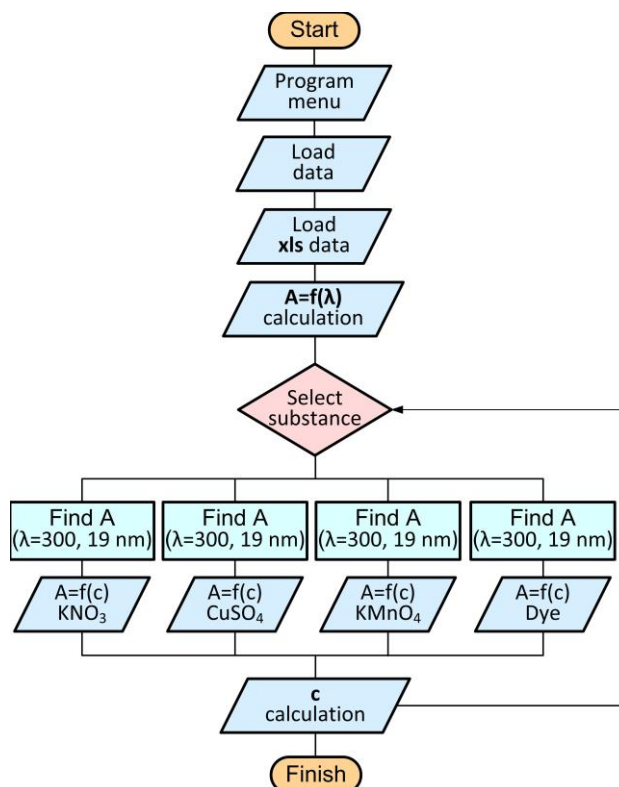 Start
Program
menu
Load
data
Load
xls data
A=f(λ)
calculation
Select
substance
Find A
(λ=300, 19 nm)
Find A
(λ=300, 19 nm)
Find A
(λ=300, 19 nm)
Find A
(λ=300, 19 nm)
A=f(c)
KNO₃
A=f(c)
CuSO₄
A=f(c)
KMnO₄
A=f(c)
Dye
c
calculation
Finish